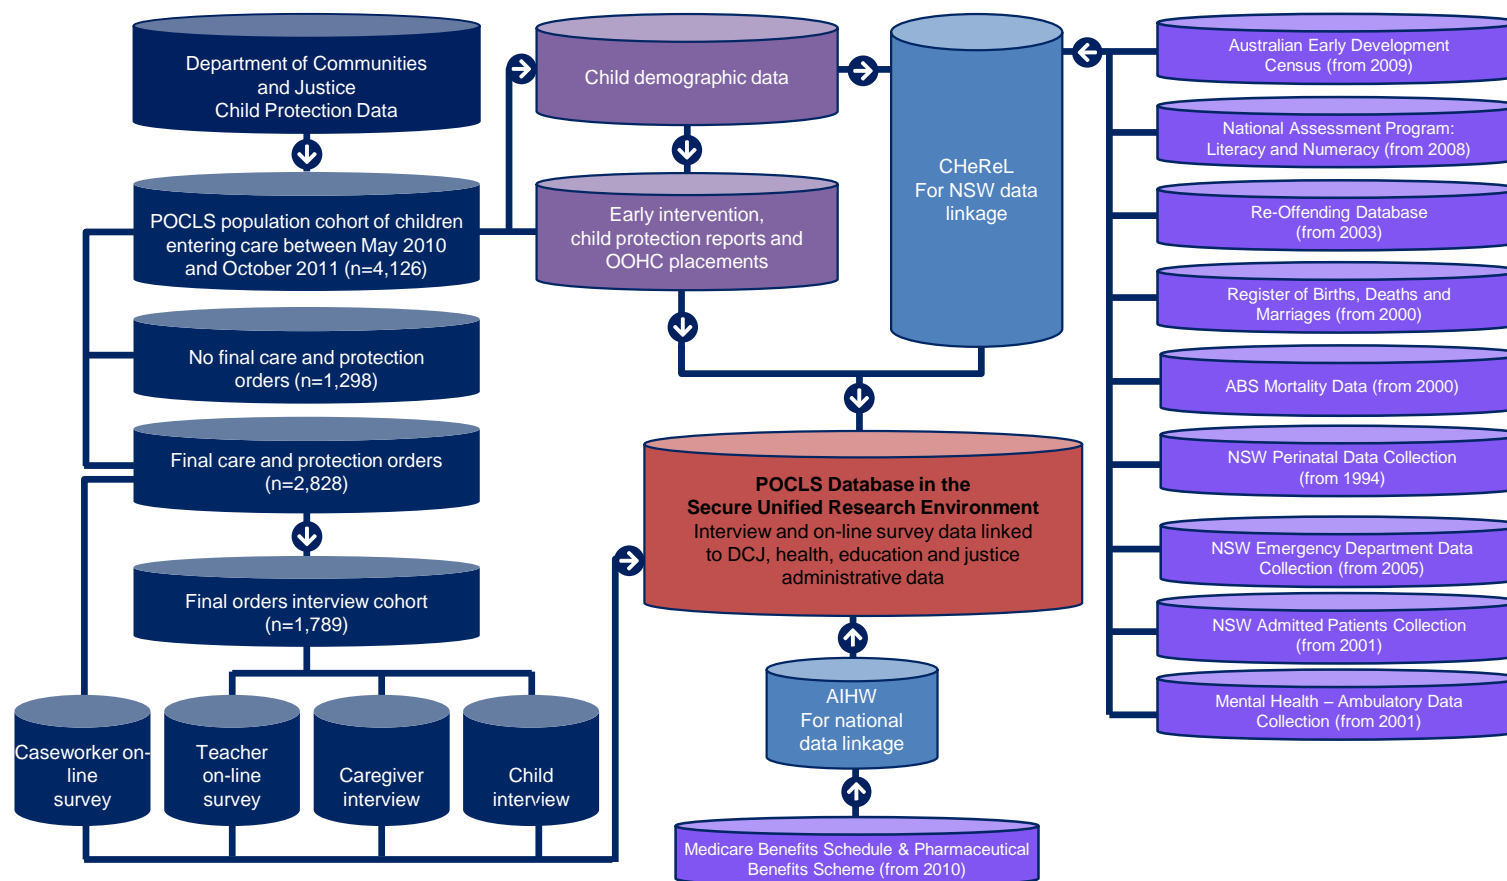 Department of Communities
and Justice
Child Protection Data
POCLS population cohort of children
entering care between May 2010
and October 2011 (n=4,126)
No final care and protection
orders (n=1,298)
Final care and protection orders
(n=2,828)
Final orders interview cohort
(n=1,789)
Caseworker on-
line
survey
Teacher
on-line
survey
Caregiver
interview
Child
interview
Child demographic data
Early intervention,
child protection reports and
OOHC placements
CHeReL
For NSW data
linkage
POCLS Database in the
Secure Unified Research Environment
Interview and on-line survey data linked
to DCJ, health, education and justice
administrative data
AIHW
For national
data linkage
Medicare Benefits Schedule & Pharmaceutical
Benefits Scheme (from 2010)
Australian Early Development
Census (from 2009)
National Assessment Program:
Literacy and Numeracy (from 2008)
Re-Offending Database
(from 2003)
Register of Births, Deaths and
Marriages (from 2000)
ABS Mortality Data (from 2000)
NSW Perinatal Data Collection
(from 1994)
NSW Emergency Department Data
Collection (from 2005)
NSW Admitted Patients Collection
(from 2001)
Mental Health – Ambulatory Data
Collection (from 2001)